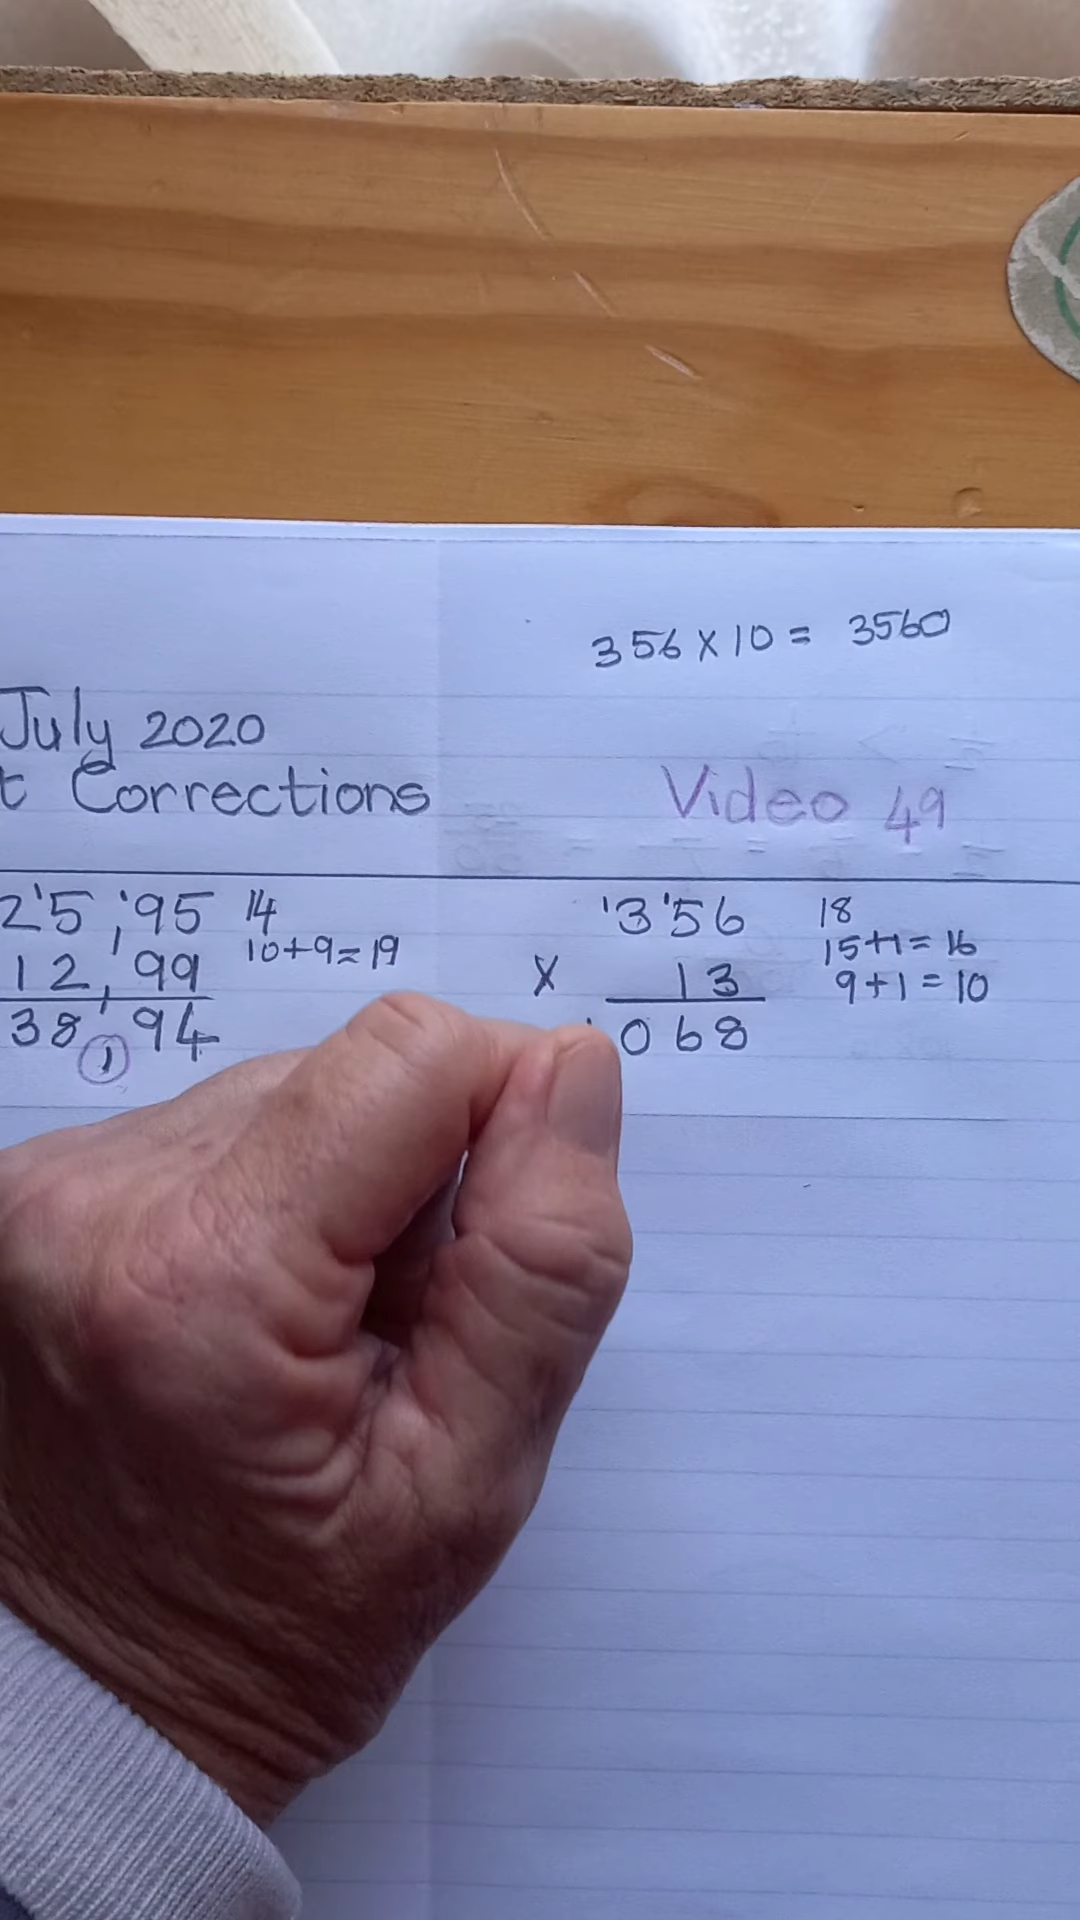 356 x 10 = 3560
July 2020
t Corrections
Video 49
2'5,'95 14
10+9=19
12,99
38,94
1
'3'56 18
15+1=16
x 13 9+1=10
068